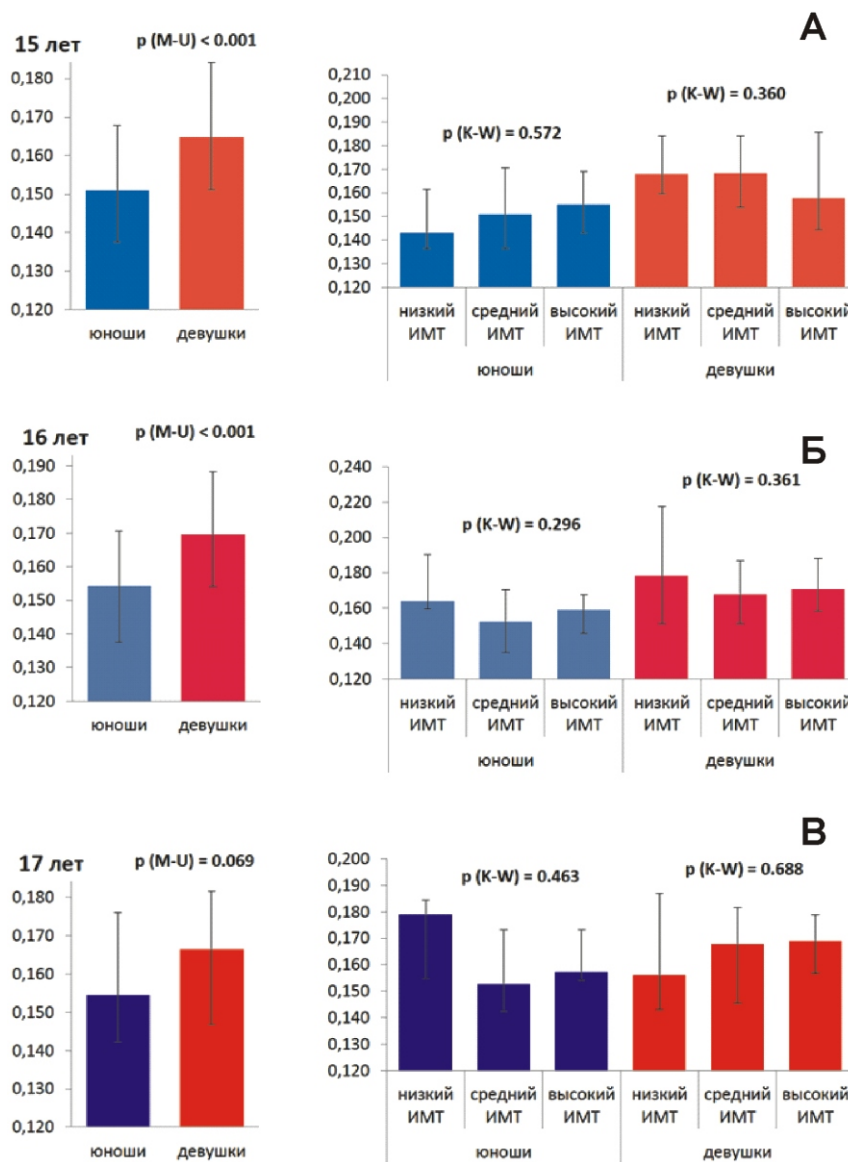 А
15 лет
p (M-U) < 0.001
0,180
0,170
0,160
0,150
0,140
0,130
0,120
юноши девушки
0,210
0,200
0,190
0,180
0,170
0,160
0,150
0,140
0,130
0,120
p (K-W) = 0.572
p (K-W) = 0.360
низкий средний высокий низкий средний высокий
ИМТ ИМТ ИМТ ИМТ ИМТ ИМТ
юноши девушки
Б
16 лет
p (M-U) < 0.001
0,190
0,180
0,170
0,160
0,150
0,140
0,130
0,120
юноши девушки
0,240
0,220
0,200
0,180
0,160
0,140
0,120
p (K-W) = 0.296
p (K-W) = 0.361
низкий средний высокий низкий средний высокий
ИМТ ИМТ ИМТ ИМТ ИМТ ИМТ
юноши девушки
В
17 лет
p (M-U) = 0.069
0,180
0,170
0,160
0,150
0,140
0,130
0,120
юноши девушки
0,200
0,190
0,180
0,170
0,160
0,150
0,140
0,130
0,120
p (K-W) = 0.463
p (K-W) = 0.688
низкий средний высокий низкий средний высокий
ИМТ ИМТ ИМТ ИМТ ИМТ ИМТ
юноши девушки